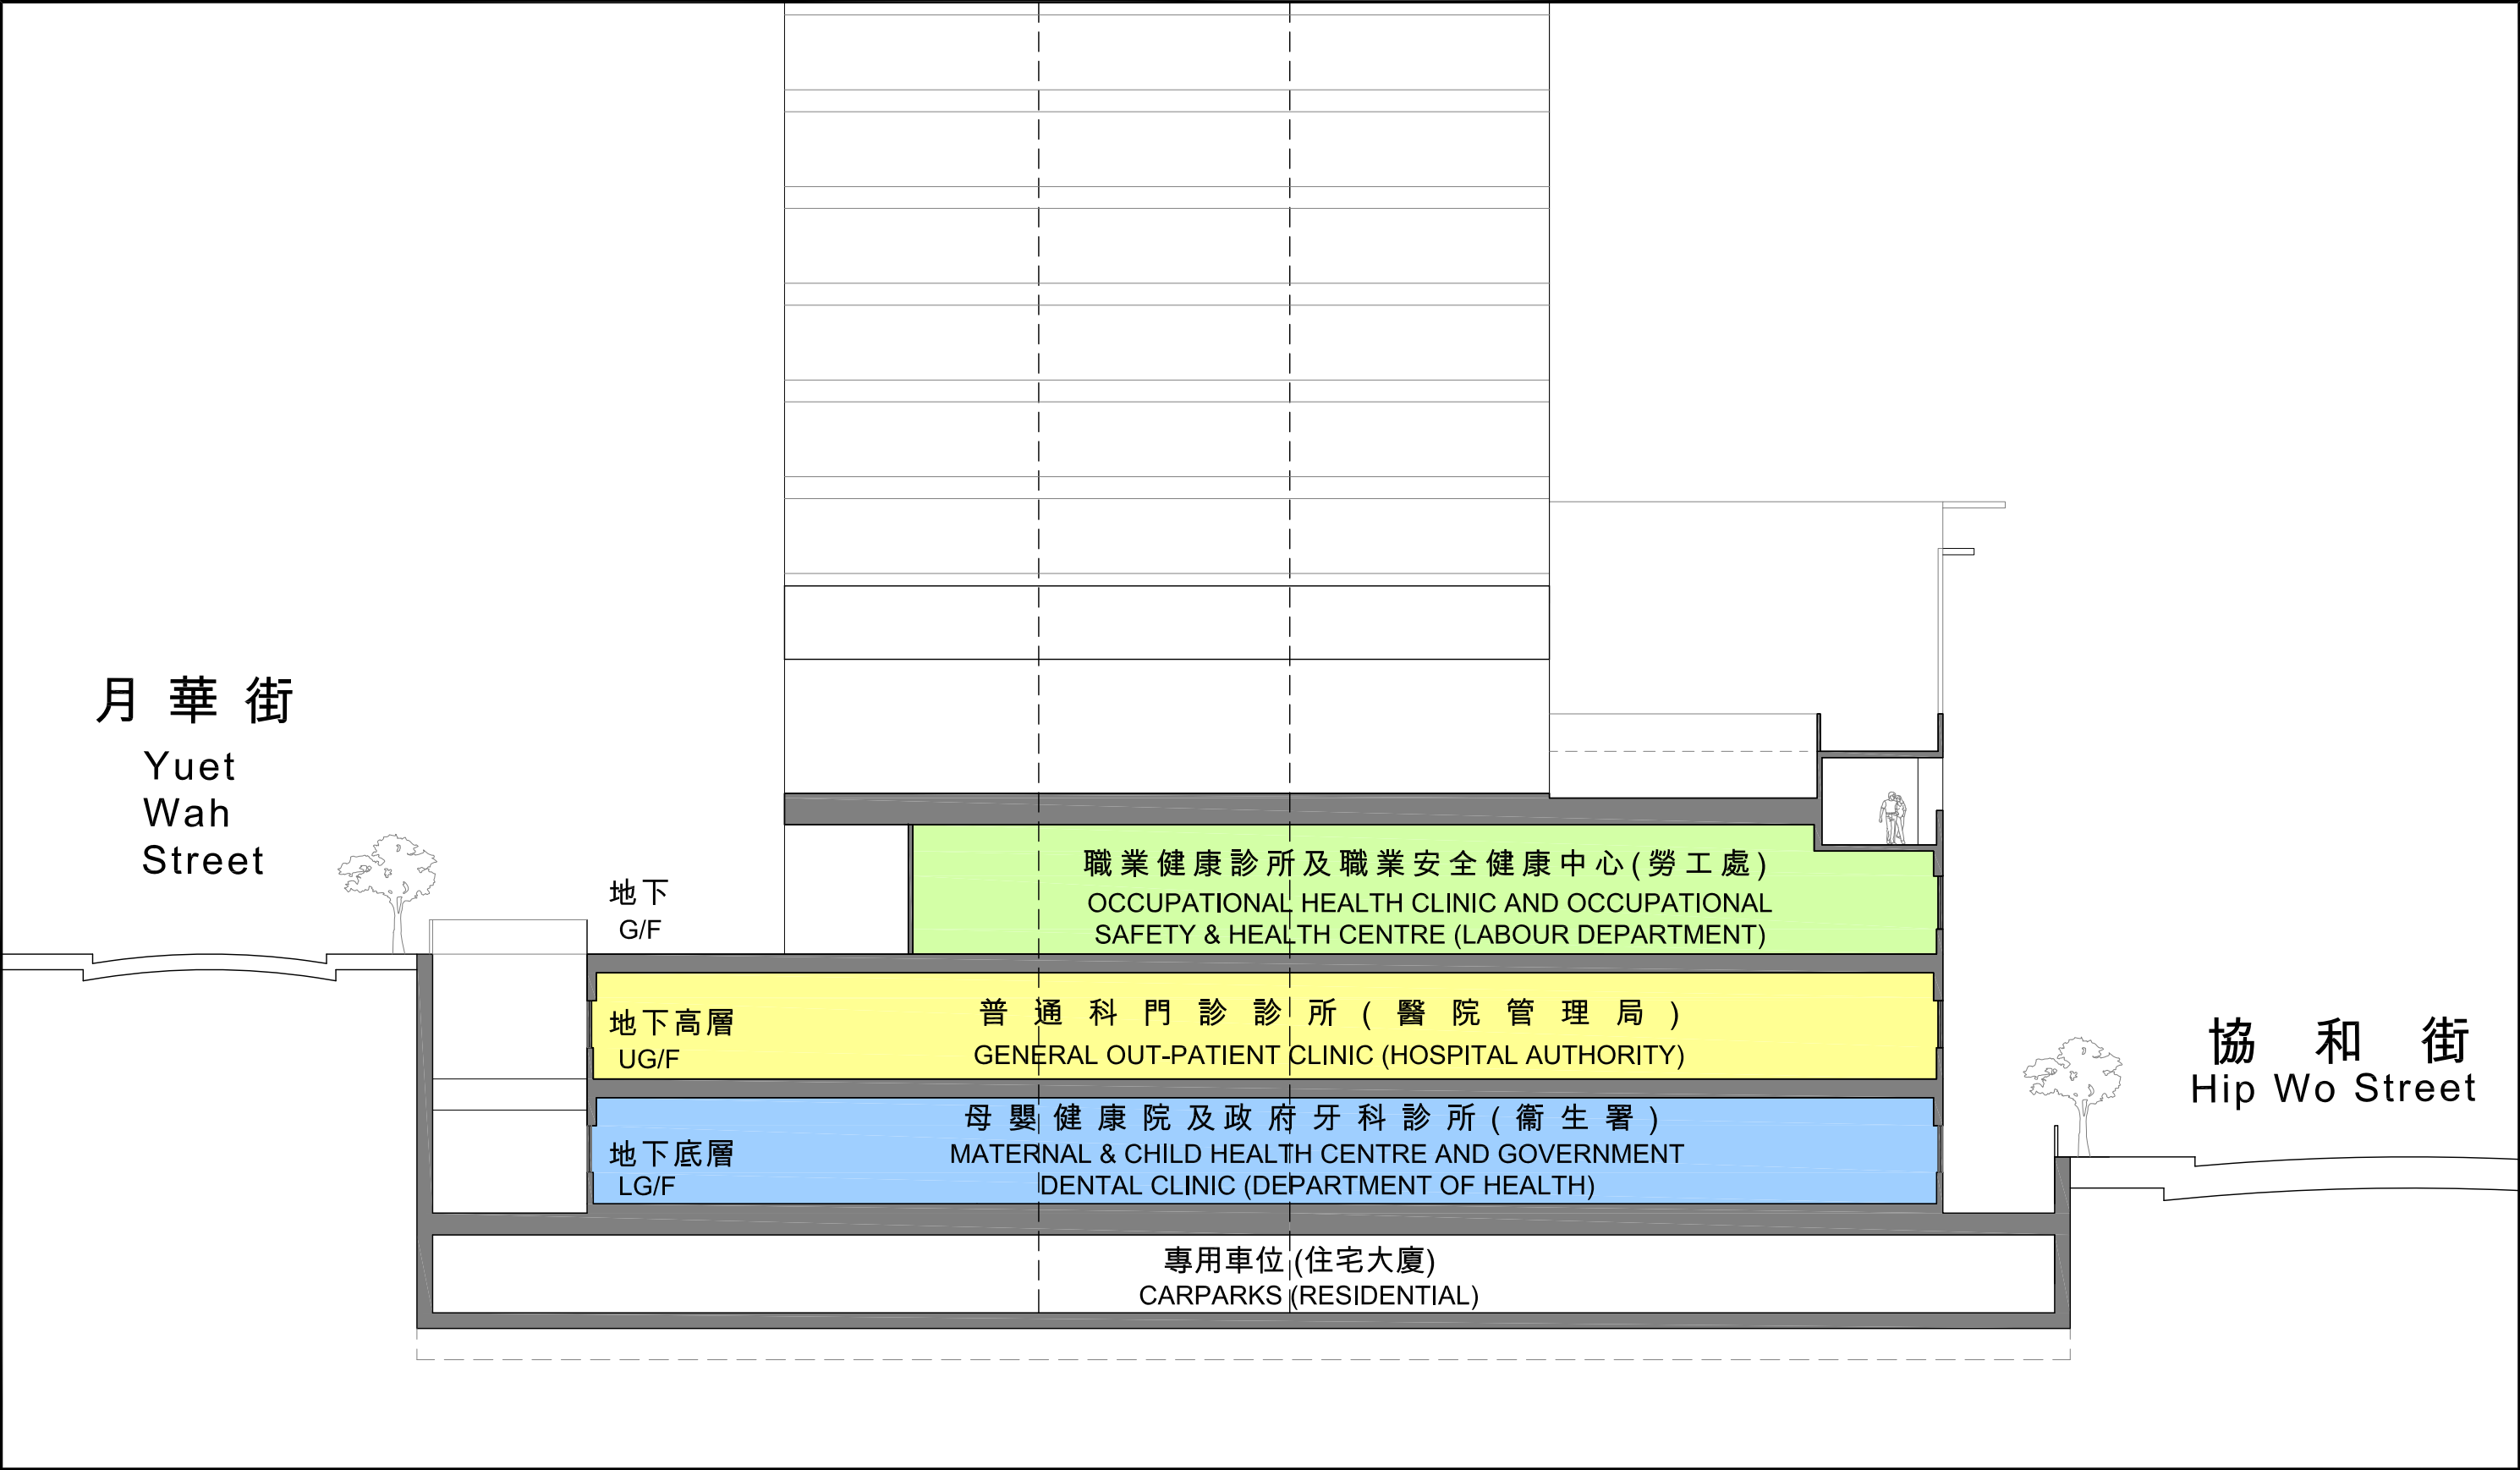 月華街
Yuet
Wah
Street
地下
G/F
職業健康診所及職業安全健康中心(勞工處)
OCCUPATIONAL HEALTH CLINIC AND OCCUPATIONAL
SAFETY & HEALTH CENTRE (LABOUR DEPARTMENT)
地下高層
UG/F
普通科門診診所(醫院管理局)
GENERAL OUT-PATIENT CLINIC (HOSPITAL AUTHORITY)
地下底層
LG/F
母嬰健康院及政府牙科診所(衞生署)
MATERNAL & CHILD HEALTH CENTRE AND GOVERNMENT
DENTAL CLINIC (DEPARTMENT OF HEALTH)
專用車位(住宅大廈)
CARPARKS (RESIDENTIAL)
協和街
Hip Wo Street